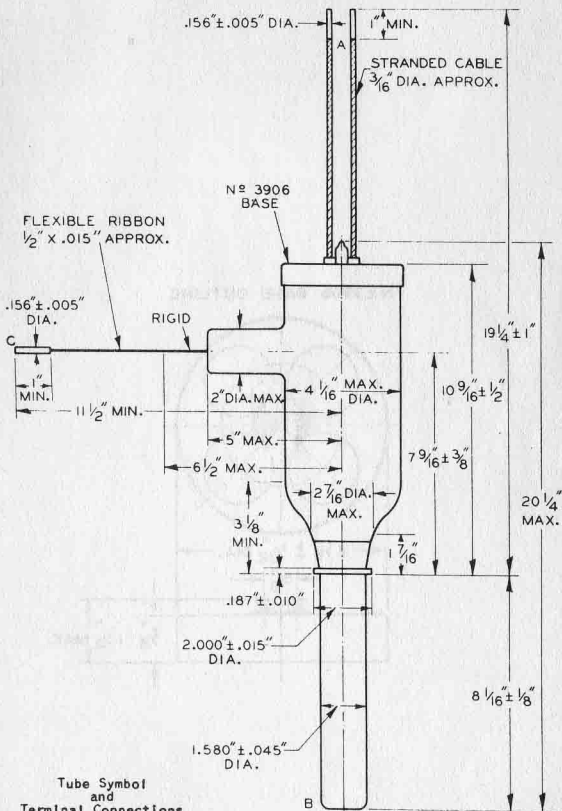 .156"±.005" DIA.
1" MIN.
A
STRANDED CABLE
3/16" DIA. APPROX.
Nº 3906
BASE
FLEXIBLE RIBBON
1/2" X .015" APPROX.
.156"±.005"
DIA.
C
RIGID
1"
MIN.
11 1/2" MIN.
2" DIA. MAX.
4 1/16" MAX.
DIA.
5" MAX.
6 1/2" MAX.
19 1/4"±1"
10 9/16"±1/2"
7 9/16"±3/8"
20 1/4"
MAX.
2 7/16" DIA.
MAX.
3 1/8"
MIN.
1 7/16"
.187"±.010"
2.000"±.015"
DIA.
8 1/16"±1/8"
1.580"±.045"
DIA.
B
Tube Symbol
and
Terminal Connections